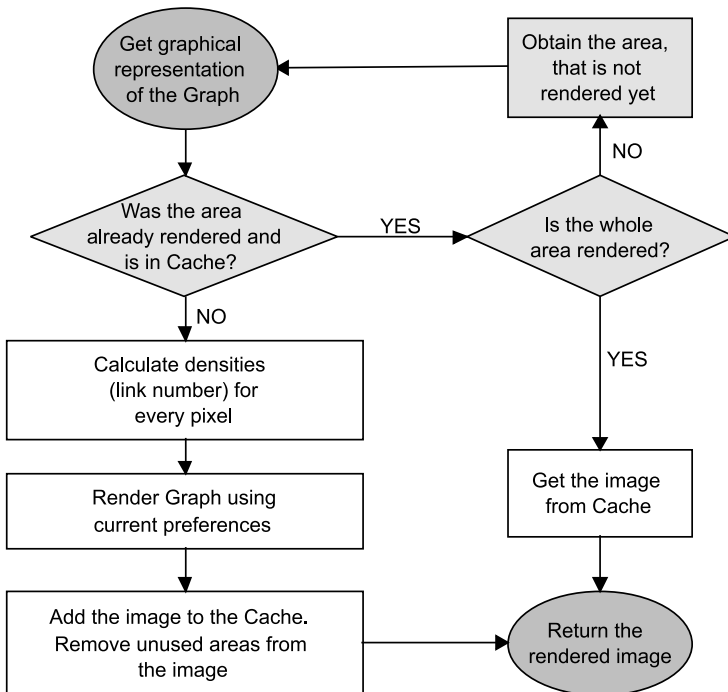 Get graphical
representation
of the Graph
Obtain the area,
that is not
rendered yet
NO
Was the area
already rendered and
is in Cache?
YES
Is the whole
area rendered?
NO
YES
Calculate densities
(link number) for
every pixel
Render Graph using
current preferences
Get the image
from Cache
Add the image to the Cache.
Remove unused areas from
the image
Return the
rendered image